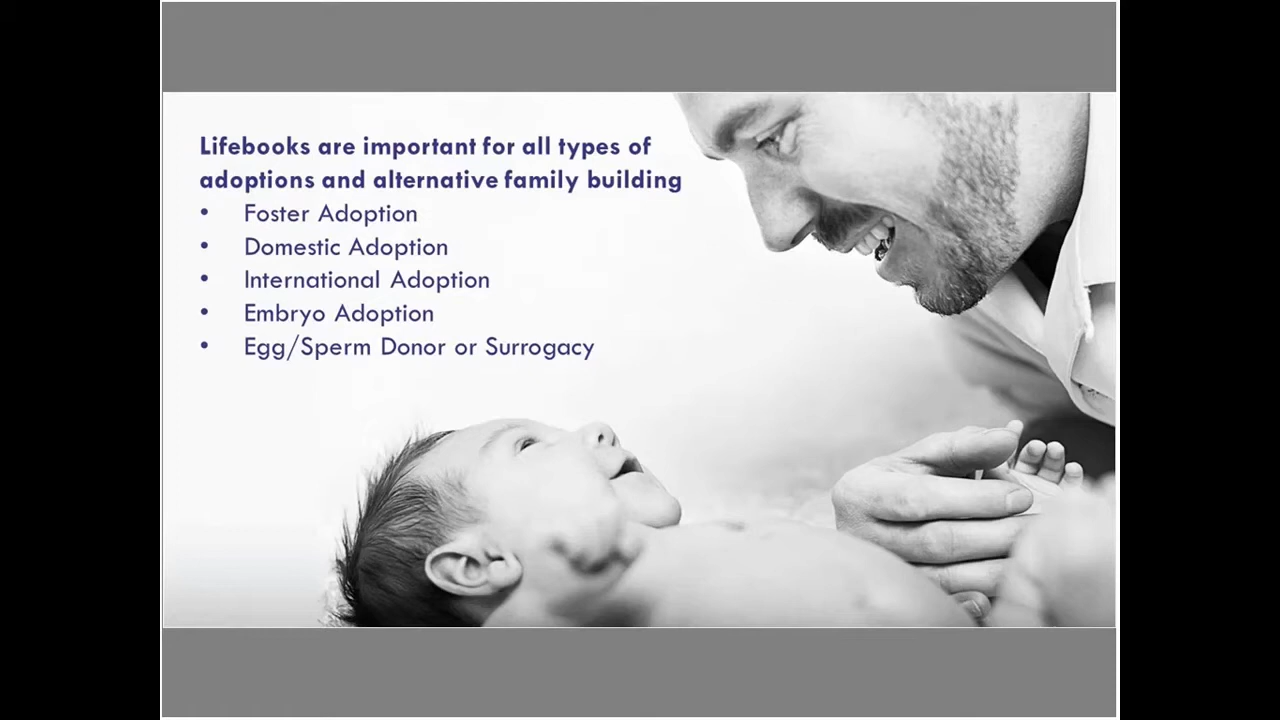 Lifebooks are important for all types of
adoptions and alternative family building
• Foster Adoption
• Domestic Adoption
• International Adoption
• Embryo Adoption
• Egg/Sperm Donor or Surrogacy